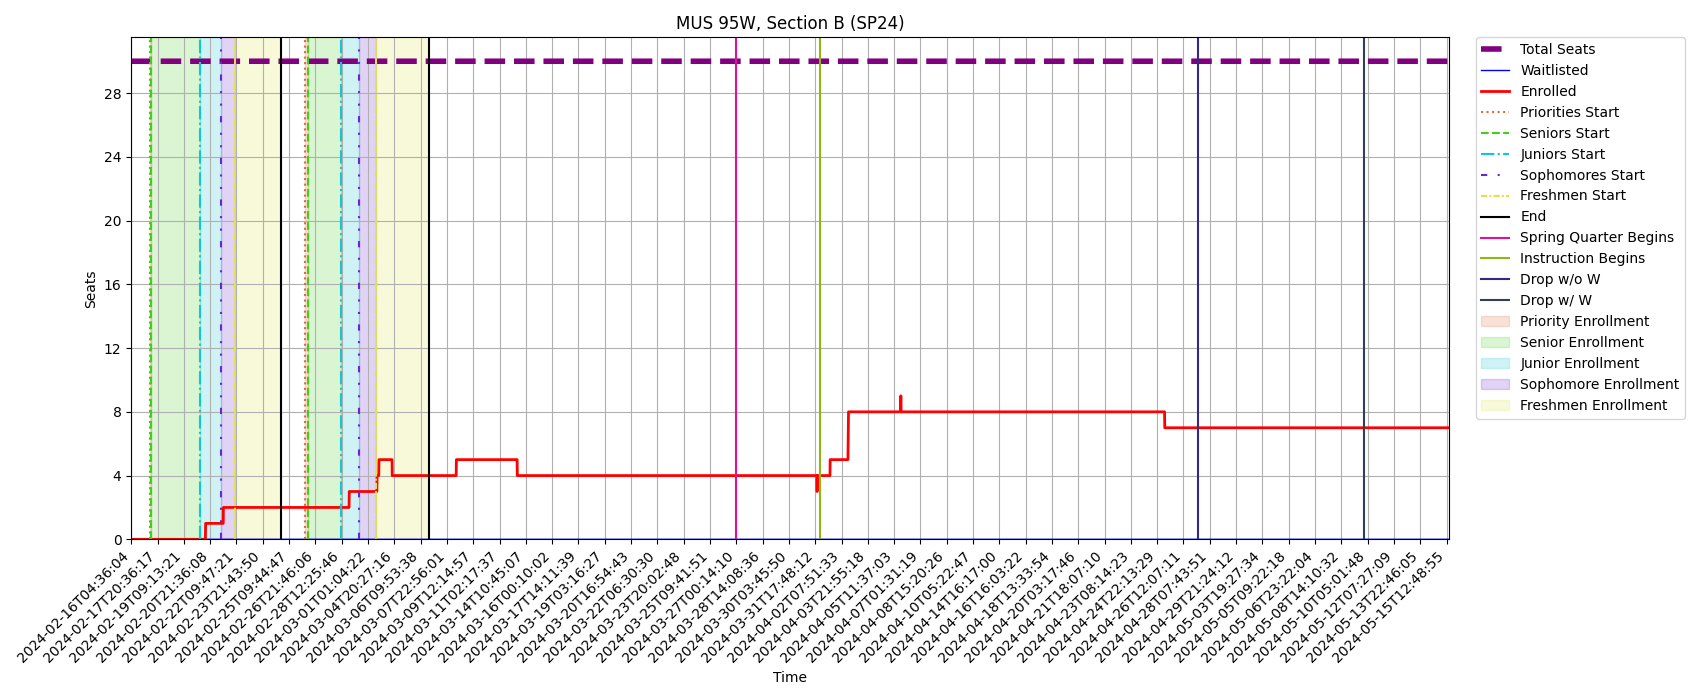 MUS 95W, Section B (SP24)
Seats
28
24
20
16
12
8
4
0
2024-02-16T04:36:04
2024-02-17T20:36:17
2024-02-19T09:13:21
2024-02-20T21:36:08
2024-02-22T09:47:21
2024-02-23T21:43:50
2024-02-25T09:44:47
2024-02-26T21:46:06
2024-02-28T12:25:46
2024-03-01T01:04:22
2024-03-04T20:27:16
2024-03-06T09:53:38
2024-03-07T22:56:01
2024-03-09T12:14:57
2024-03-11T02:17:37
2024-03-14T10:45:07
2024-03-16T00:10:02
2024-03-17T14:11:39
2024-03-19T03:16:27
2024-03-20T16:54:43
2024-03-22T06:30:30
2024-03-23T20:02:48
2024-03-25T09:41:51
2024-03-27T00:14:10
2024-03-28T14:08:36
2024-03-30T03:45:50
2024-03-31T17:48:12
2024-04-02T07:51:33
2024-04-03T21:55:18
2024-04-05T11:37:03
2024-04-07T01:31:19
2024-04-08T15:20:26
2024-04-10T05:22:47
2024-04-14T16:17:00
2024-04-16T16:03:22
2024-04-18T13:33:54
2024-04-20T03:17:46
2024-04-21T18:07:10
2024-04-23T08:14:23
2024-04-24T22:13:29
2024-04-26T12:07:11
2024-04-28T07:43:51
2024-04-29T21:24:12
2024-05-03T19:27:34
2024-05-05T09:22:18
2024-05-06T23:22:04
2024-05-08T14:10:32
2024-05-10T05:01:48
2024-05-12T07:27:09
2024-05-13T22:46:05
2024-05-15T12:48:55
Time
Total Seats
Waitlisted
Enrolled
Priorities Start
Seniors Start
Juniors Start
Sophomores Start
Freshmen Start
End
Spring Quarter Begins
Instruction Begins
Drop w/o W
Drop w/ W
Priority Enrollment
Senior Enrollment
Junior Enrollment
Sophomore Enrollment
Freshmen Enrollment